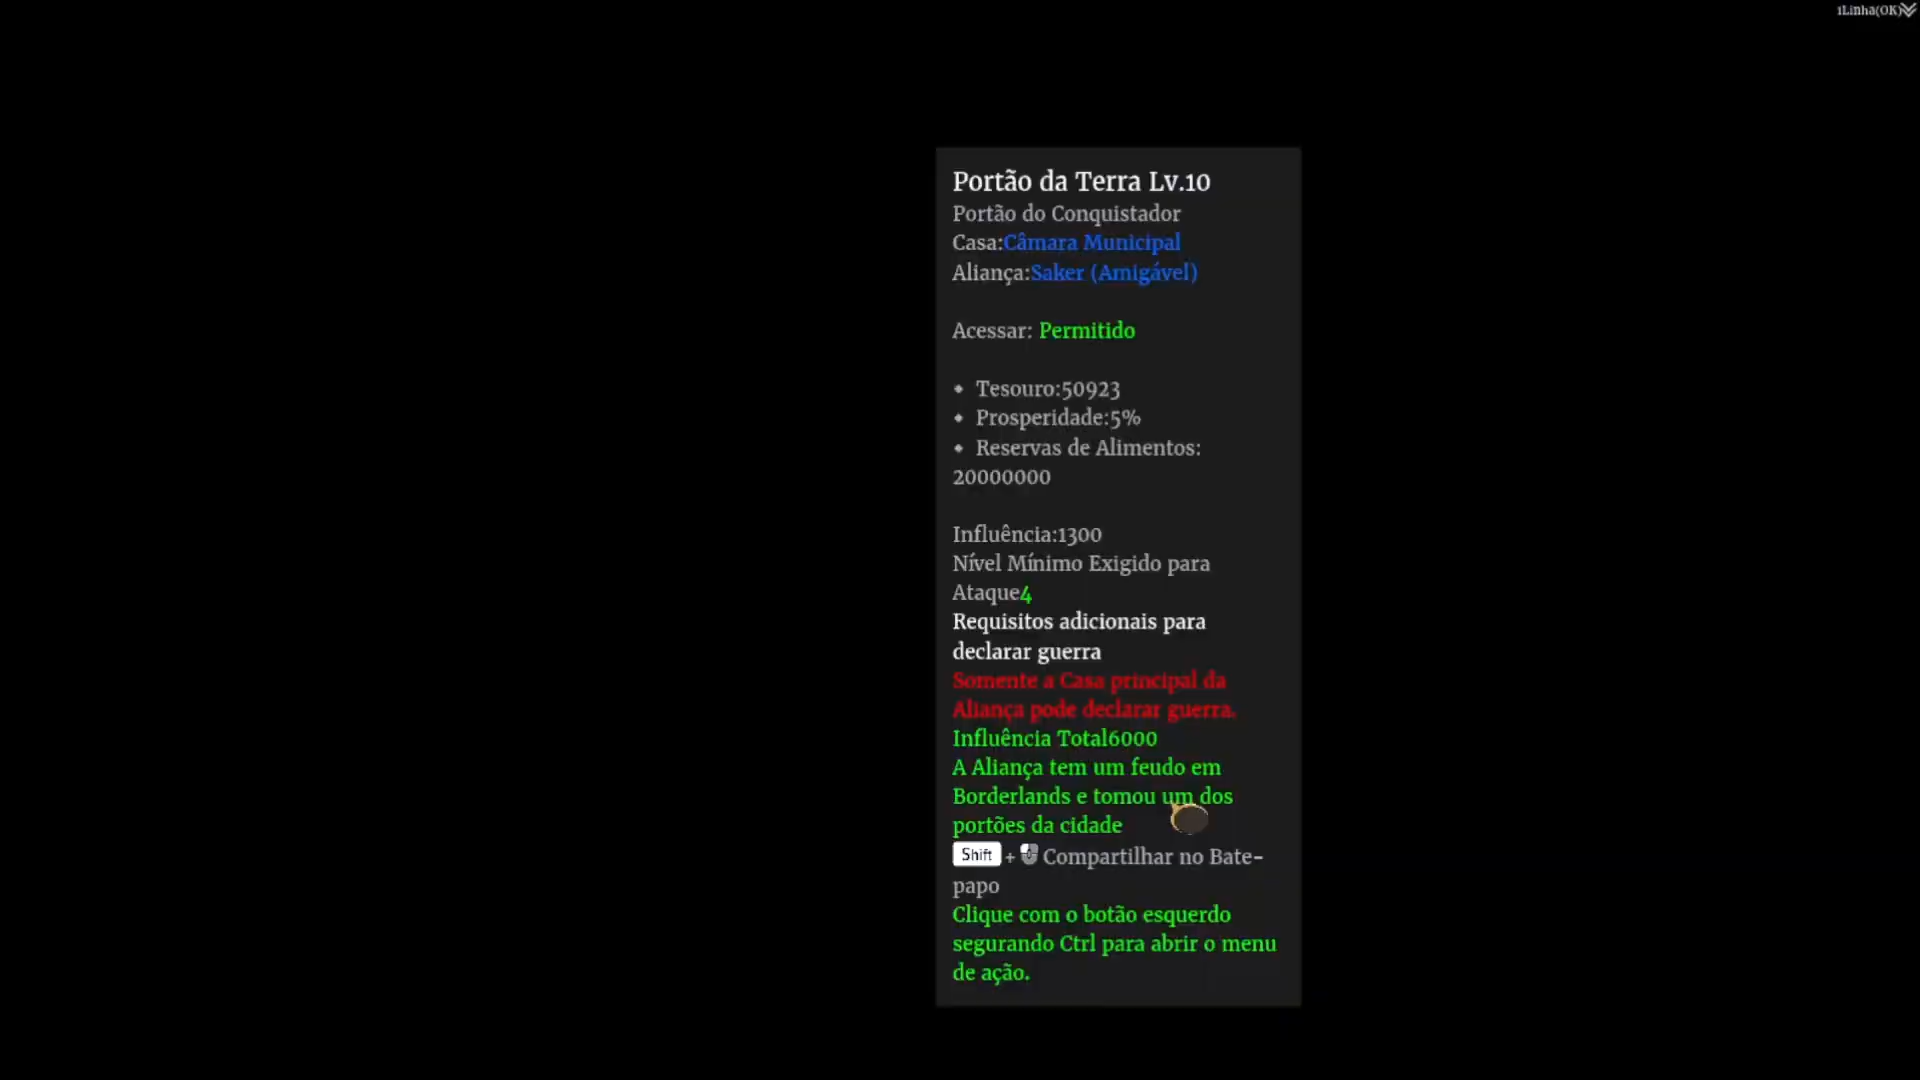 1Linha(OK)
Portão da Terra Lv.10
Portão do Conquistador
Casa:Câmara Municipal
Aliança:Saker (Amigável)
Acessar: Permitido
Tesouro:50923
Prosperidade:5%
Reservas de Alimentos:
20000000
Influência:1300
Nível Mínimo Exigido para
Ataque4
Requisitos adicionais para
declarar guerra
Somente a Casa principal da
Aliança pode declarar guerra.
Influência Total6000
A Aliança tem um feudo em
Borderlands e tomou um dos
portões da cidade
Shift + Compartilhar no Bate-
papo
Clique com o botão esquerdo
segurando Ctrl para abrir o menu
de ação.